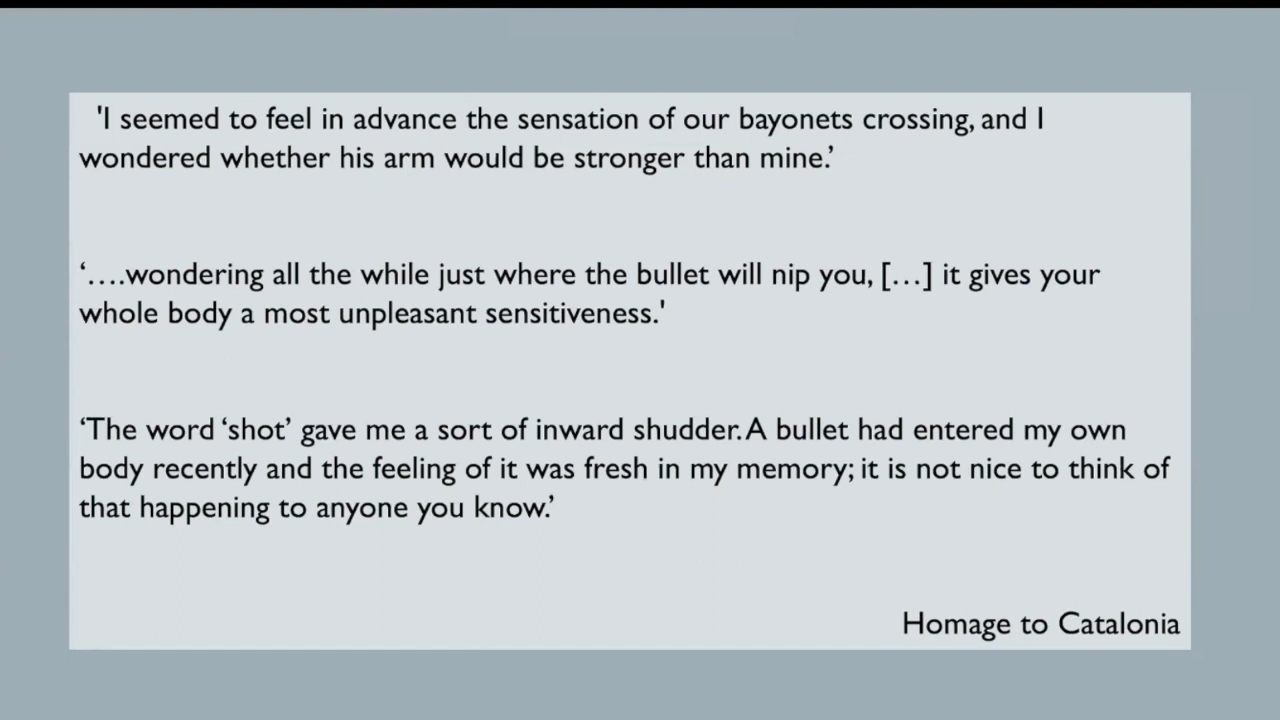 'I seemed to feel in advance the sensation of our bayonets crossing, and I
wondered whether his arm would be stronger than mine.’
‘….wondering all the while just where the bullet will nip you, […] it gives your
whole body a most unpleasant sensitiveness.'
‘The word ‘shot’ gave me a sort of inward shudder. A bullet had entered my own
body recently and the feeling of it was fresh in my memory; it is not nice to think of
that happening to anyone you know.’
Homage to Catalonia